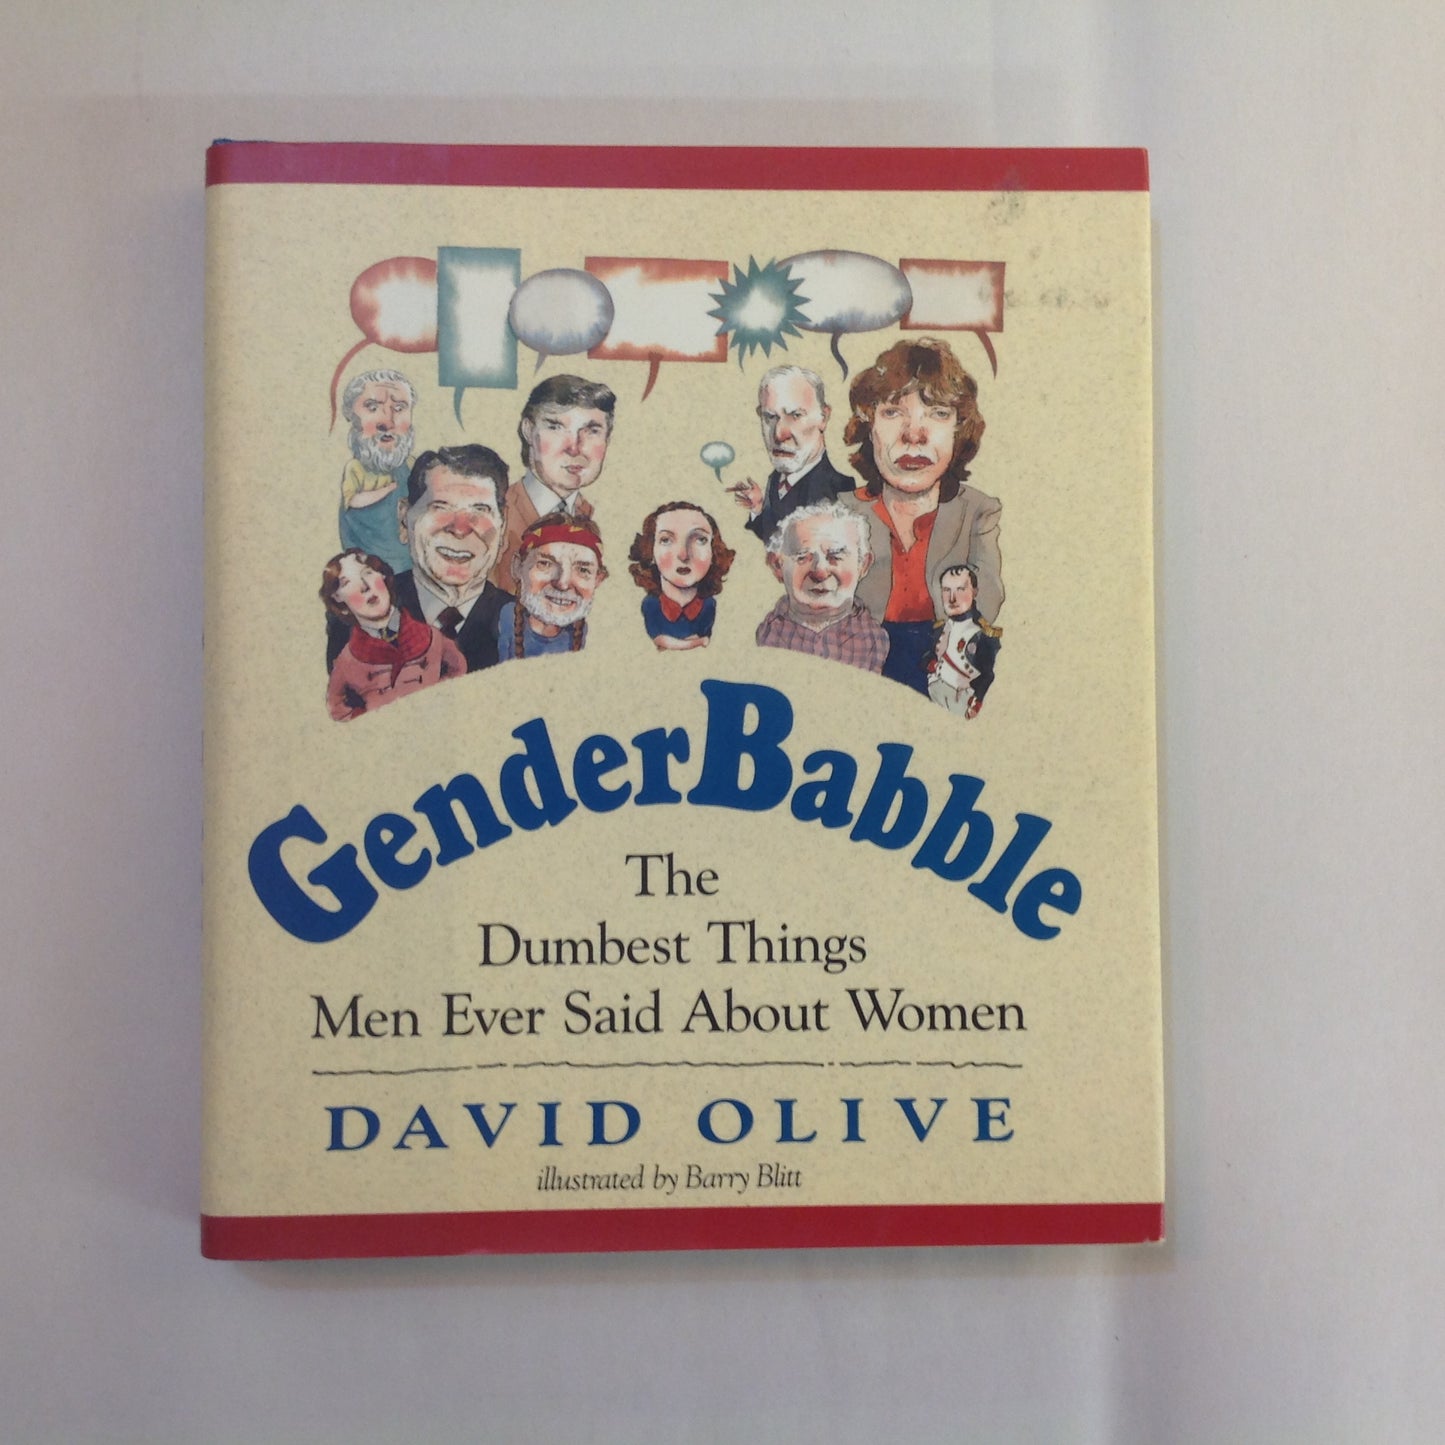 GenderBabble
The
Dumbest Things
Men Ever Said About Women
DAVID OLIVE
illustrated by Barry Blitt